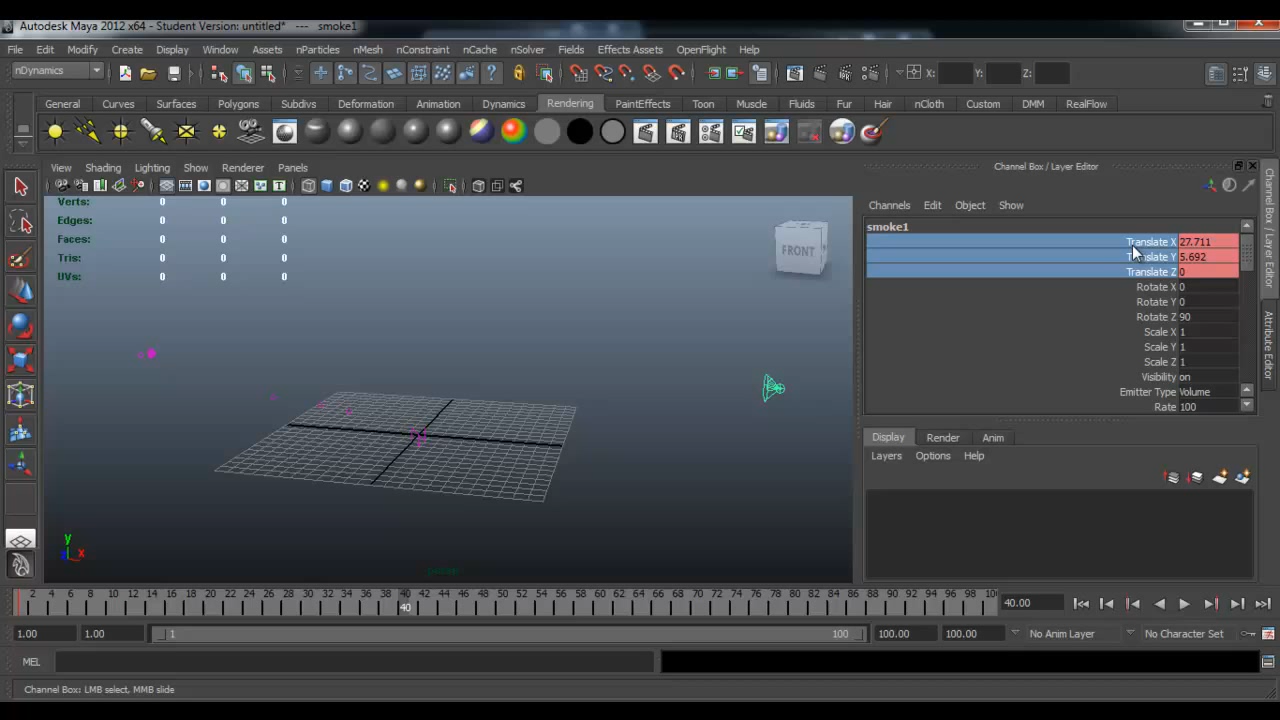 Autodesk Maya 2012 x64 - Student Version: untitled* --- smoke1
File Edit Modify Create Display Window Assets nParticles nMesh nConstraint nCache nSolver Fields Effects Assets OpenFlight Help
nDynamics X: Y: Z:
General Curves Surfaces Polygons Subdivs Deformation Animation Dynamics Rendering PaintEffects Toon Muscle Fluids Fur Hair nCloth Custom DMM RealFlow
View Shading Lighting Show Renderer Panels
Verts: 0 0 0
Edges: 0 0 0
Faces: 0 0 0
Tris: 0 0 0
UVs: 0 0 0
FRONT
y
x
persp
Channel Box / Layer Editor
Channels Edit Object Show
smoke1
Translate X 27.711
Translate Y 5.692
Translate Z 0
Rotate X 0
Rotate Y 0
Rotate Z 90
Scale X 1
Scale Y 1
Scale Z 1
Visibility on
Emitter Type Volume
Rate 100
Display Render Anim
Layers Options Help
Channel Box / Layer Editor
Attribute Editor
2 4 6 8 10 12 14 16 18 20 22 24 26 28 30 32 34 36 38 40 42 44 46 48 50 52 54 56 58 60 62 64 66 68 70 72 74 76 78 80 82 84 86 88 90 92 94 96 98 100
40
40.00
1.00 1.00 1 100 100.00 100.00 No Anim Layer No Character Set
MEL
Channel Box: LMB select, MMB slide